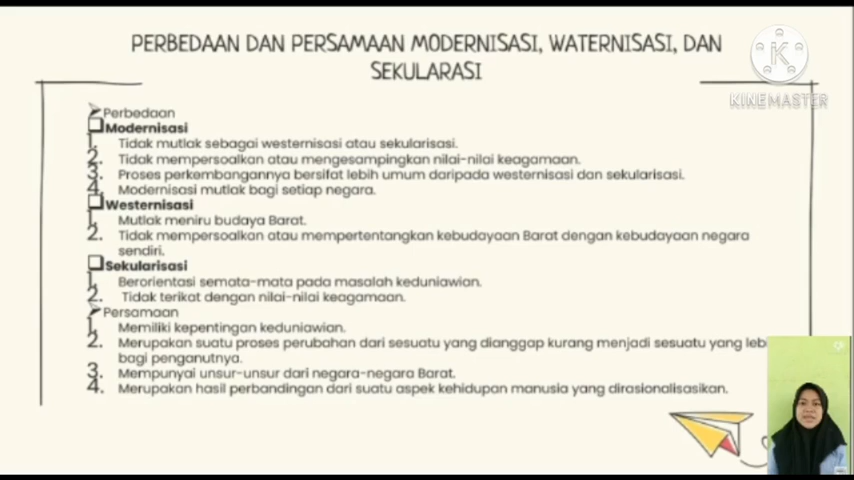 PERBEDAAN DAN PERSAMAAN MODERNISASI, WATERNISASI, DAN
SEKULARASI
KINEMASTER
Perbedaan
Modernisasi
1. Tidak mutlak sebagai westernisasi atau sekularisasi.
2. Tidak mempersoalkan atau mengesampingkan nilai-nilai keagamaan.
3. Proses perkembangannya bersifat lebih umum daripada westernisasi dan sekularisasi.
4. Modernisasi mutlak bagi setiap negara.
Westernisasi
1. Mutlak meniru budaya Barat.
2. Tidak mempersoalkan atau mempertentangkan kebudayaan Barat dengan kebudayaan negara
sendiri.
Sekularisasi
1. Berorientasi semata-mata pada masalah keduniawian.
2. Tidak terikat dengan nilai-nilai keagamaan.
Persamaan
1. Memiliki kepentingan keduniawian.
2. Merupakan suatu proses perubahan dari sesuatu yang dianggap kurang menjadi sesuatu yang leb
bagi penganutnya.
3. Mempunyai unsur-unsur dari negara-negara Barat.
4. Merupakan hasil perbandingan dari suatu aspek kehidupan manusia yang dirasionalisasikan.